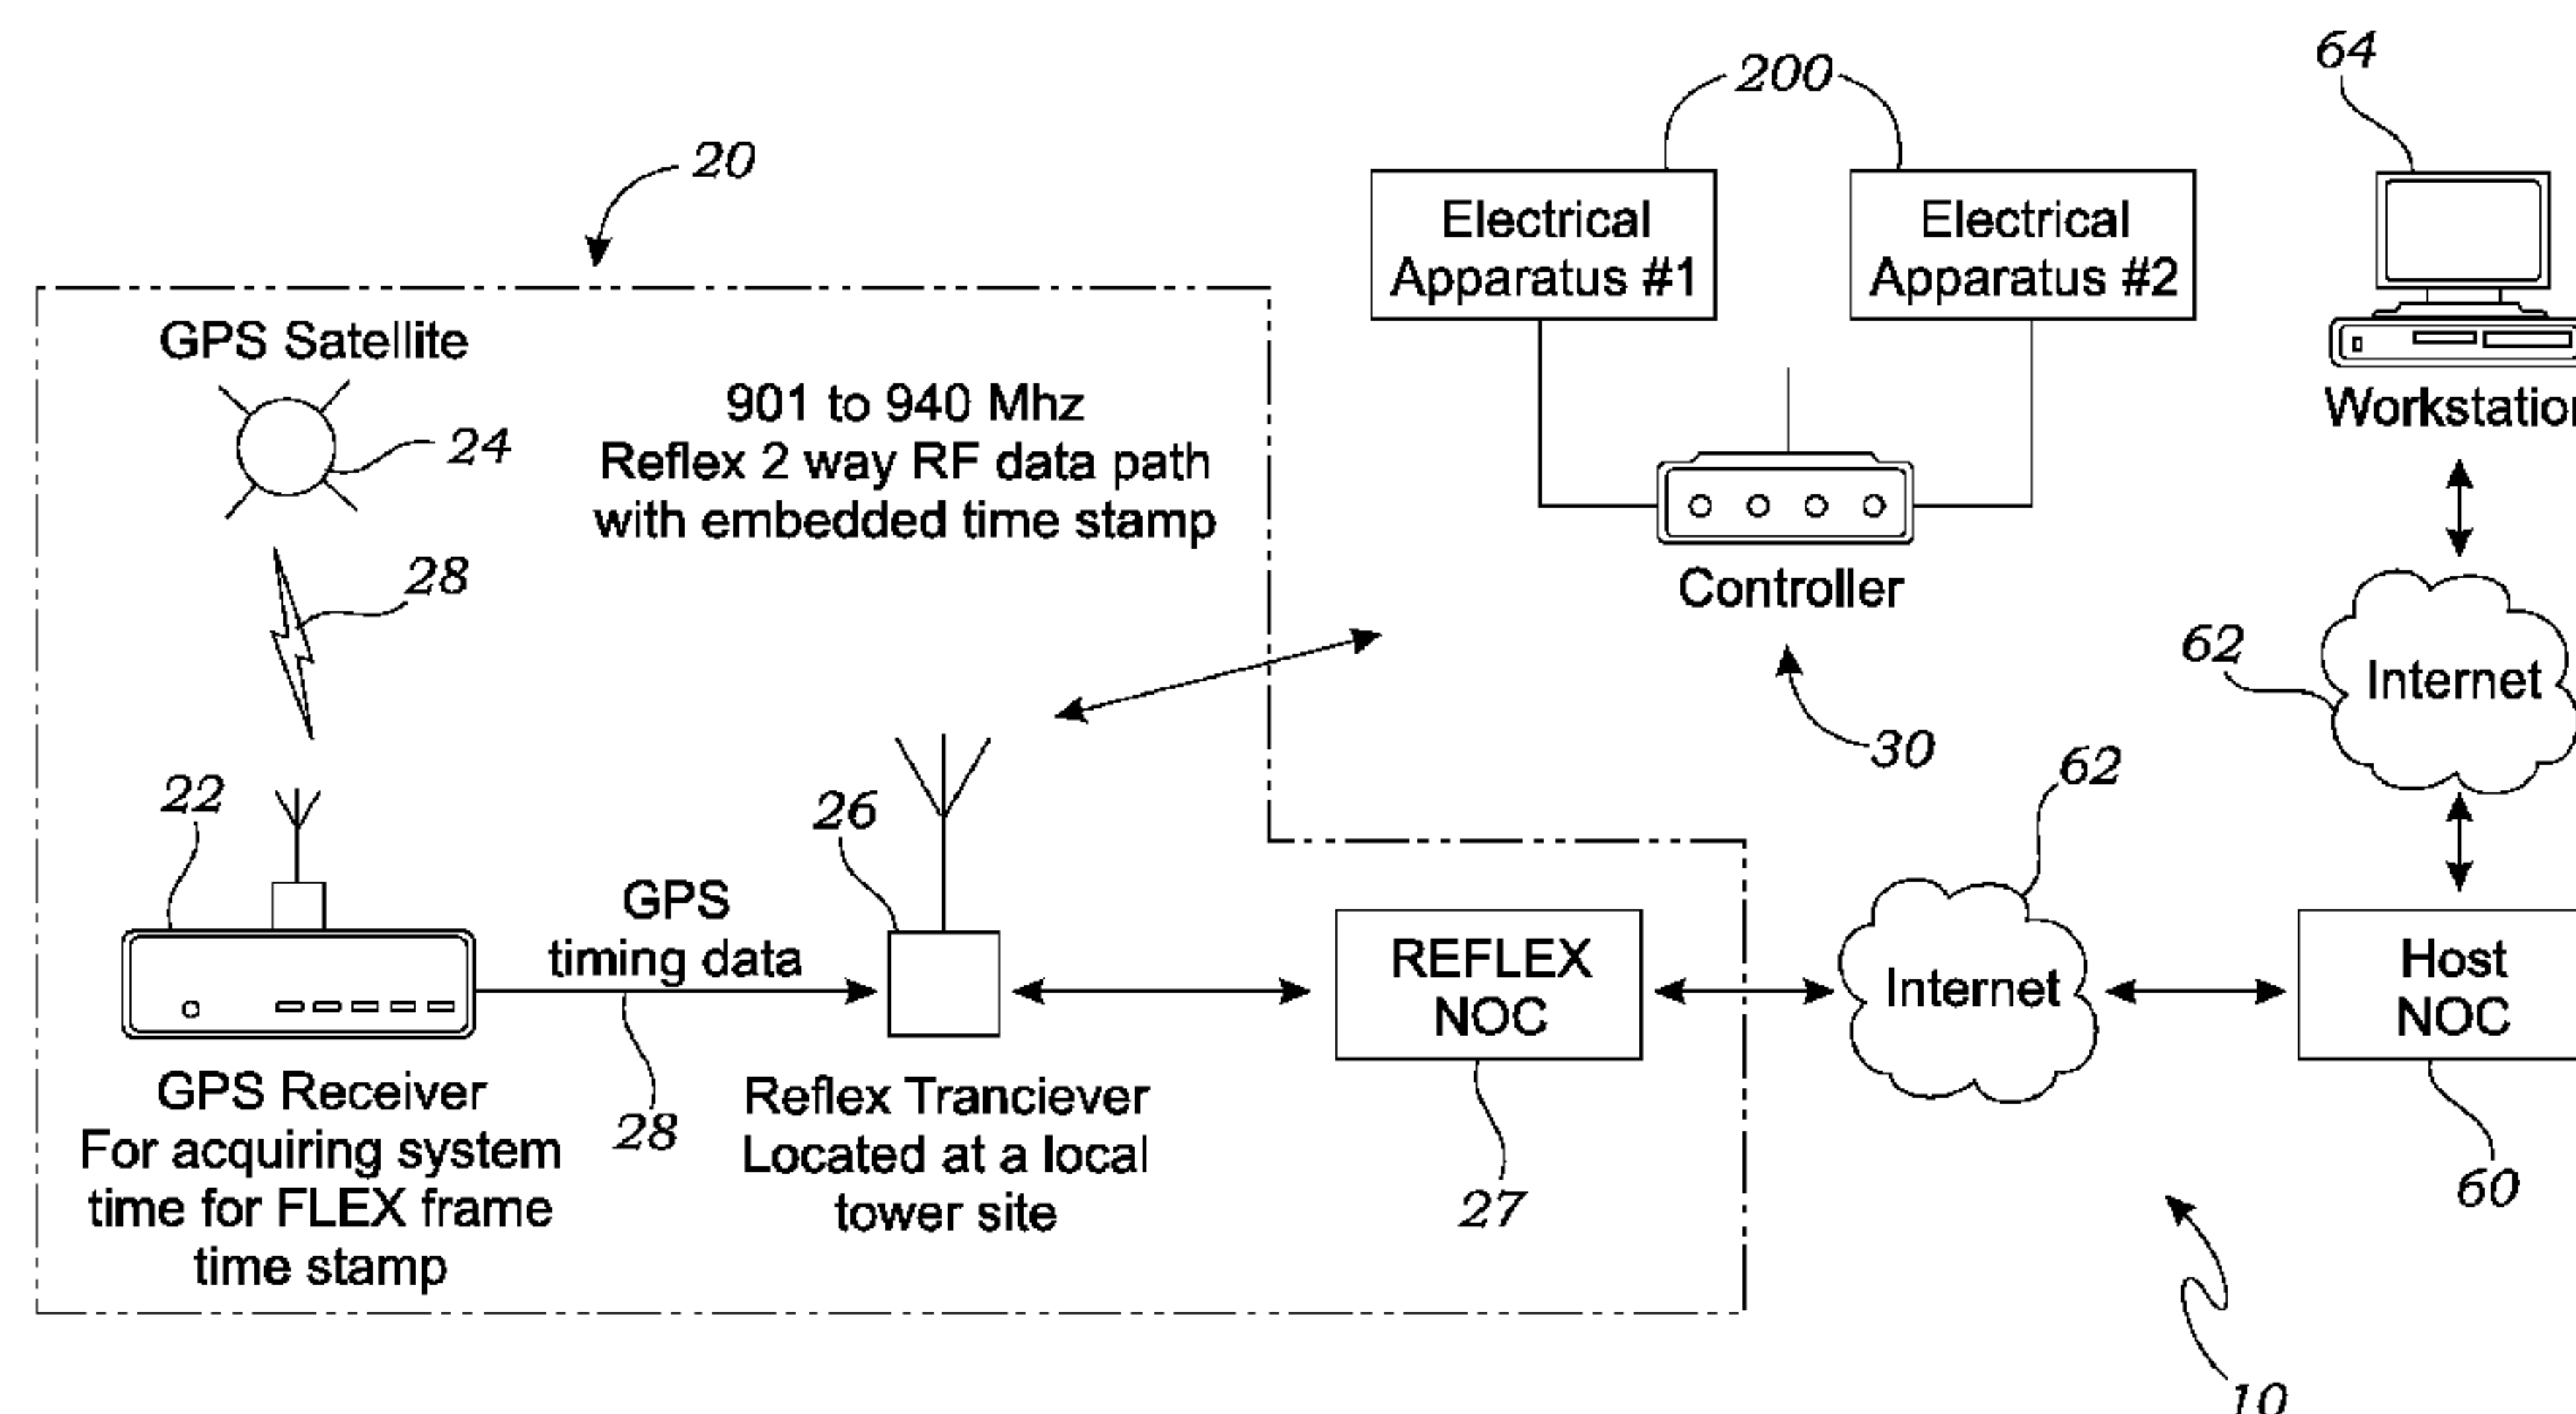 64
200
20
Electrical
Apparatus #1
Electrical
Apparatus #2
GPS Satellite
24
901 to 940 Mhz
Reflex 2 way RF data path
with embedded time stamp
Workstation
28
Controller
62
Internet
30
62
22
26
GPS
timing data
REFLEX
NOC
Internet
Host
NOC
GPS Receiver
For acquiring system
time for FLEX frame
time stamp
28
Reflex Tranciever
Located at a local
tower site
27
60
10